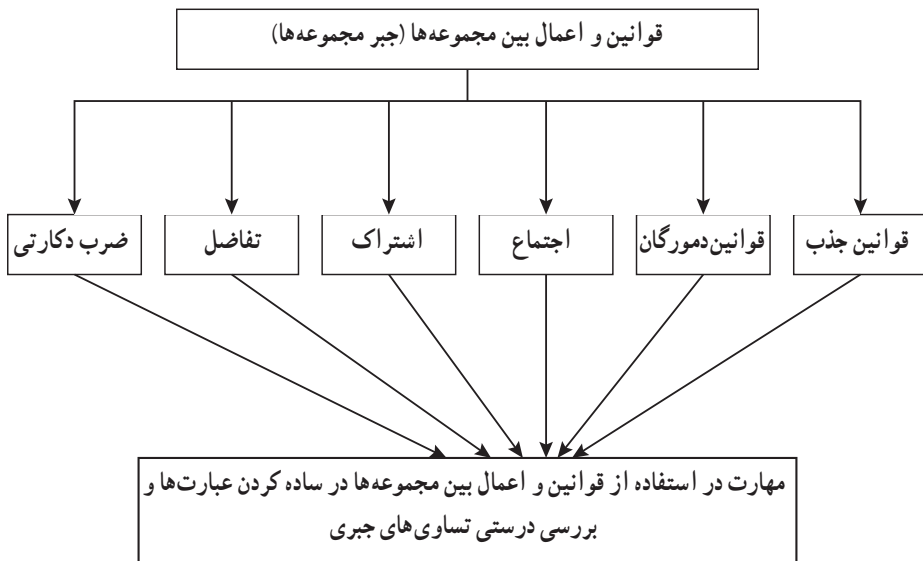 قوانین و اعمال بین مجموعه‌ها (جبر مجموعه‌ها)
قوانین جذب
قوانین دمورگان
اجتماع
اشتراک
تفاضل
ضرب دکارتی
مهارت در استفاده از قوانین و اعمال بین مجموعه‌ها در ساده کردن عبارت‌ها و
بررسی درستی تساوی‌های جبری